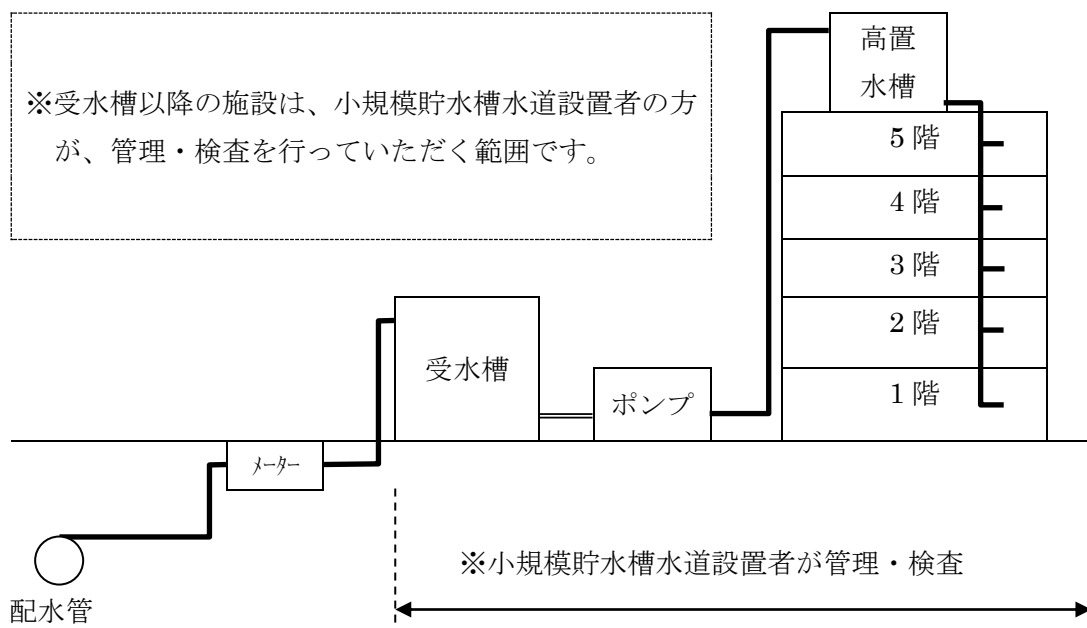 ※受水槽以降の施設は、小規模貯水槽水道設置者の方
が、管理・検査を行っていただく範囲です。
高置
水槽
5階
4階
3階
2階
1階
受水槽
ポンプ
ﾒｰﾀｰ
配水管
※小規模貯水槽水道設置者が管理・検査